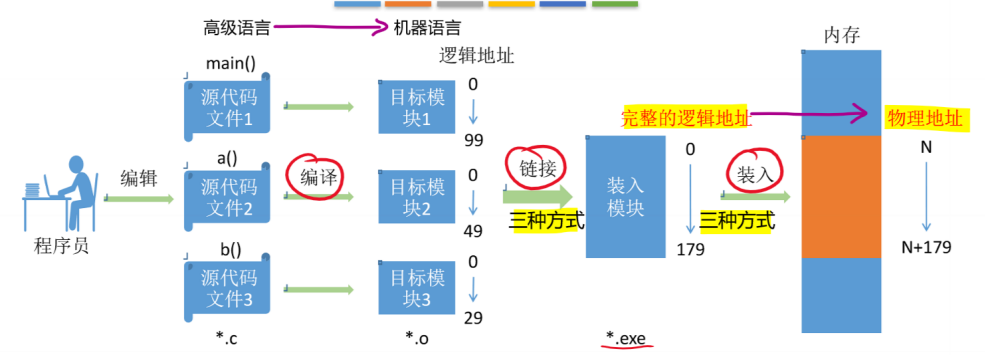 高级语言
机器语言
内存
逻辑地址
main()
源代码
文件1
目标模
块1
0
99
完整的逻辑地址
物理地址
编辑
a()
源代码
文件2
编译
目标模
块2
0
49
链接
三种方式
装入
模块
0
179
装入
三种方式
N
N+179
程序员
b()
源代码
文件3
目标模
块3
0
29
*.c
*.o
*.exe